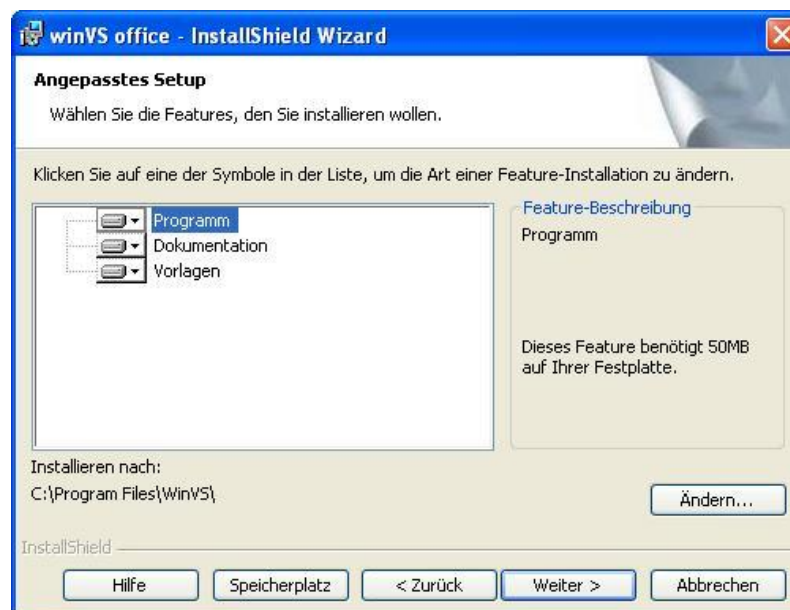 winVS office - InstallShield Wizard
Angepasstes Setup
Wählen Sie die Features, den Sie installieren wollen.
Klicken Sie auf eine der Symbole in der Liste, um die Art einer Feature-Installation zu ändern.
Programm
Dokumentation
Vorlagen
Feature-Beschreibung
Programm
Dieses Feature benötigt 50MB
auf Ihrer Festplatte.
Installieren nach:
C:\Program Files\WinVS\
Ändern...
InstallShield
Hilfe
Speicherplatz
< Zurück
Weiter >
Abbrechen